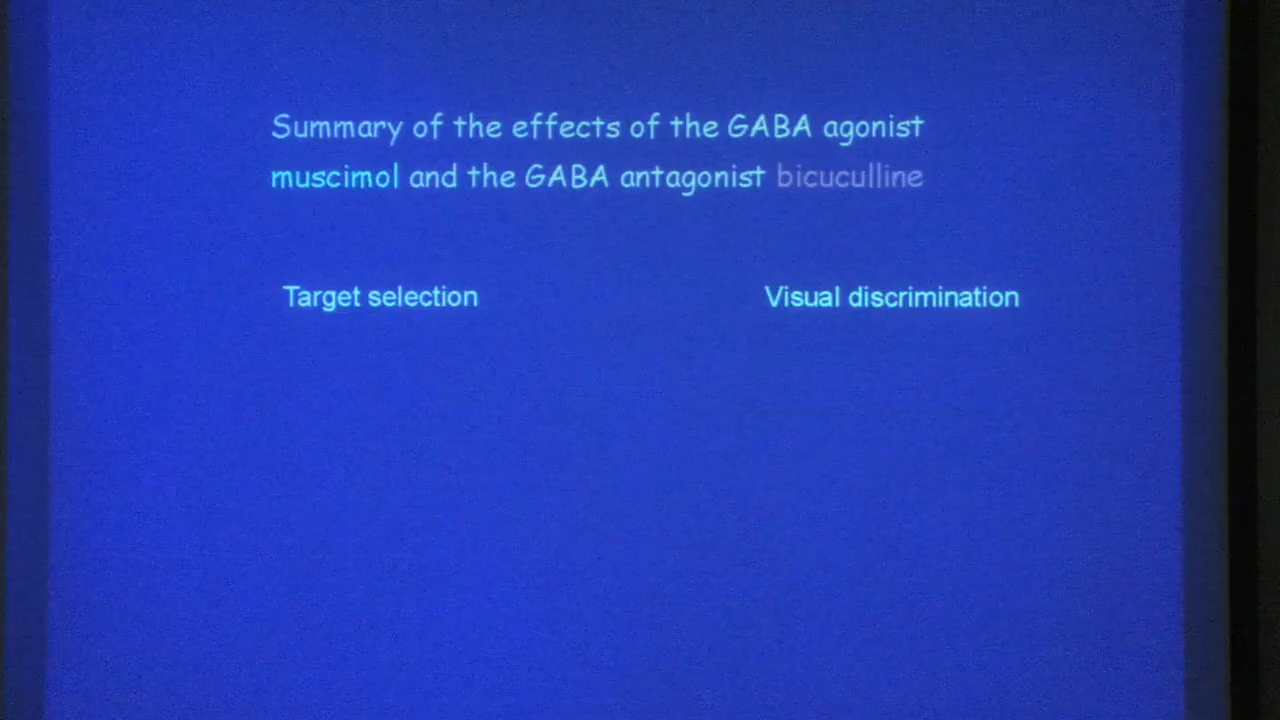 Summary of the effects of the GABA agonist
muscimol and the GABA antagonist bicuculline
Target selection
Visual discrimination